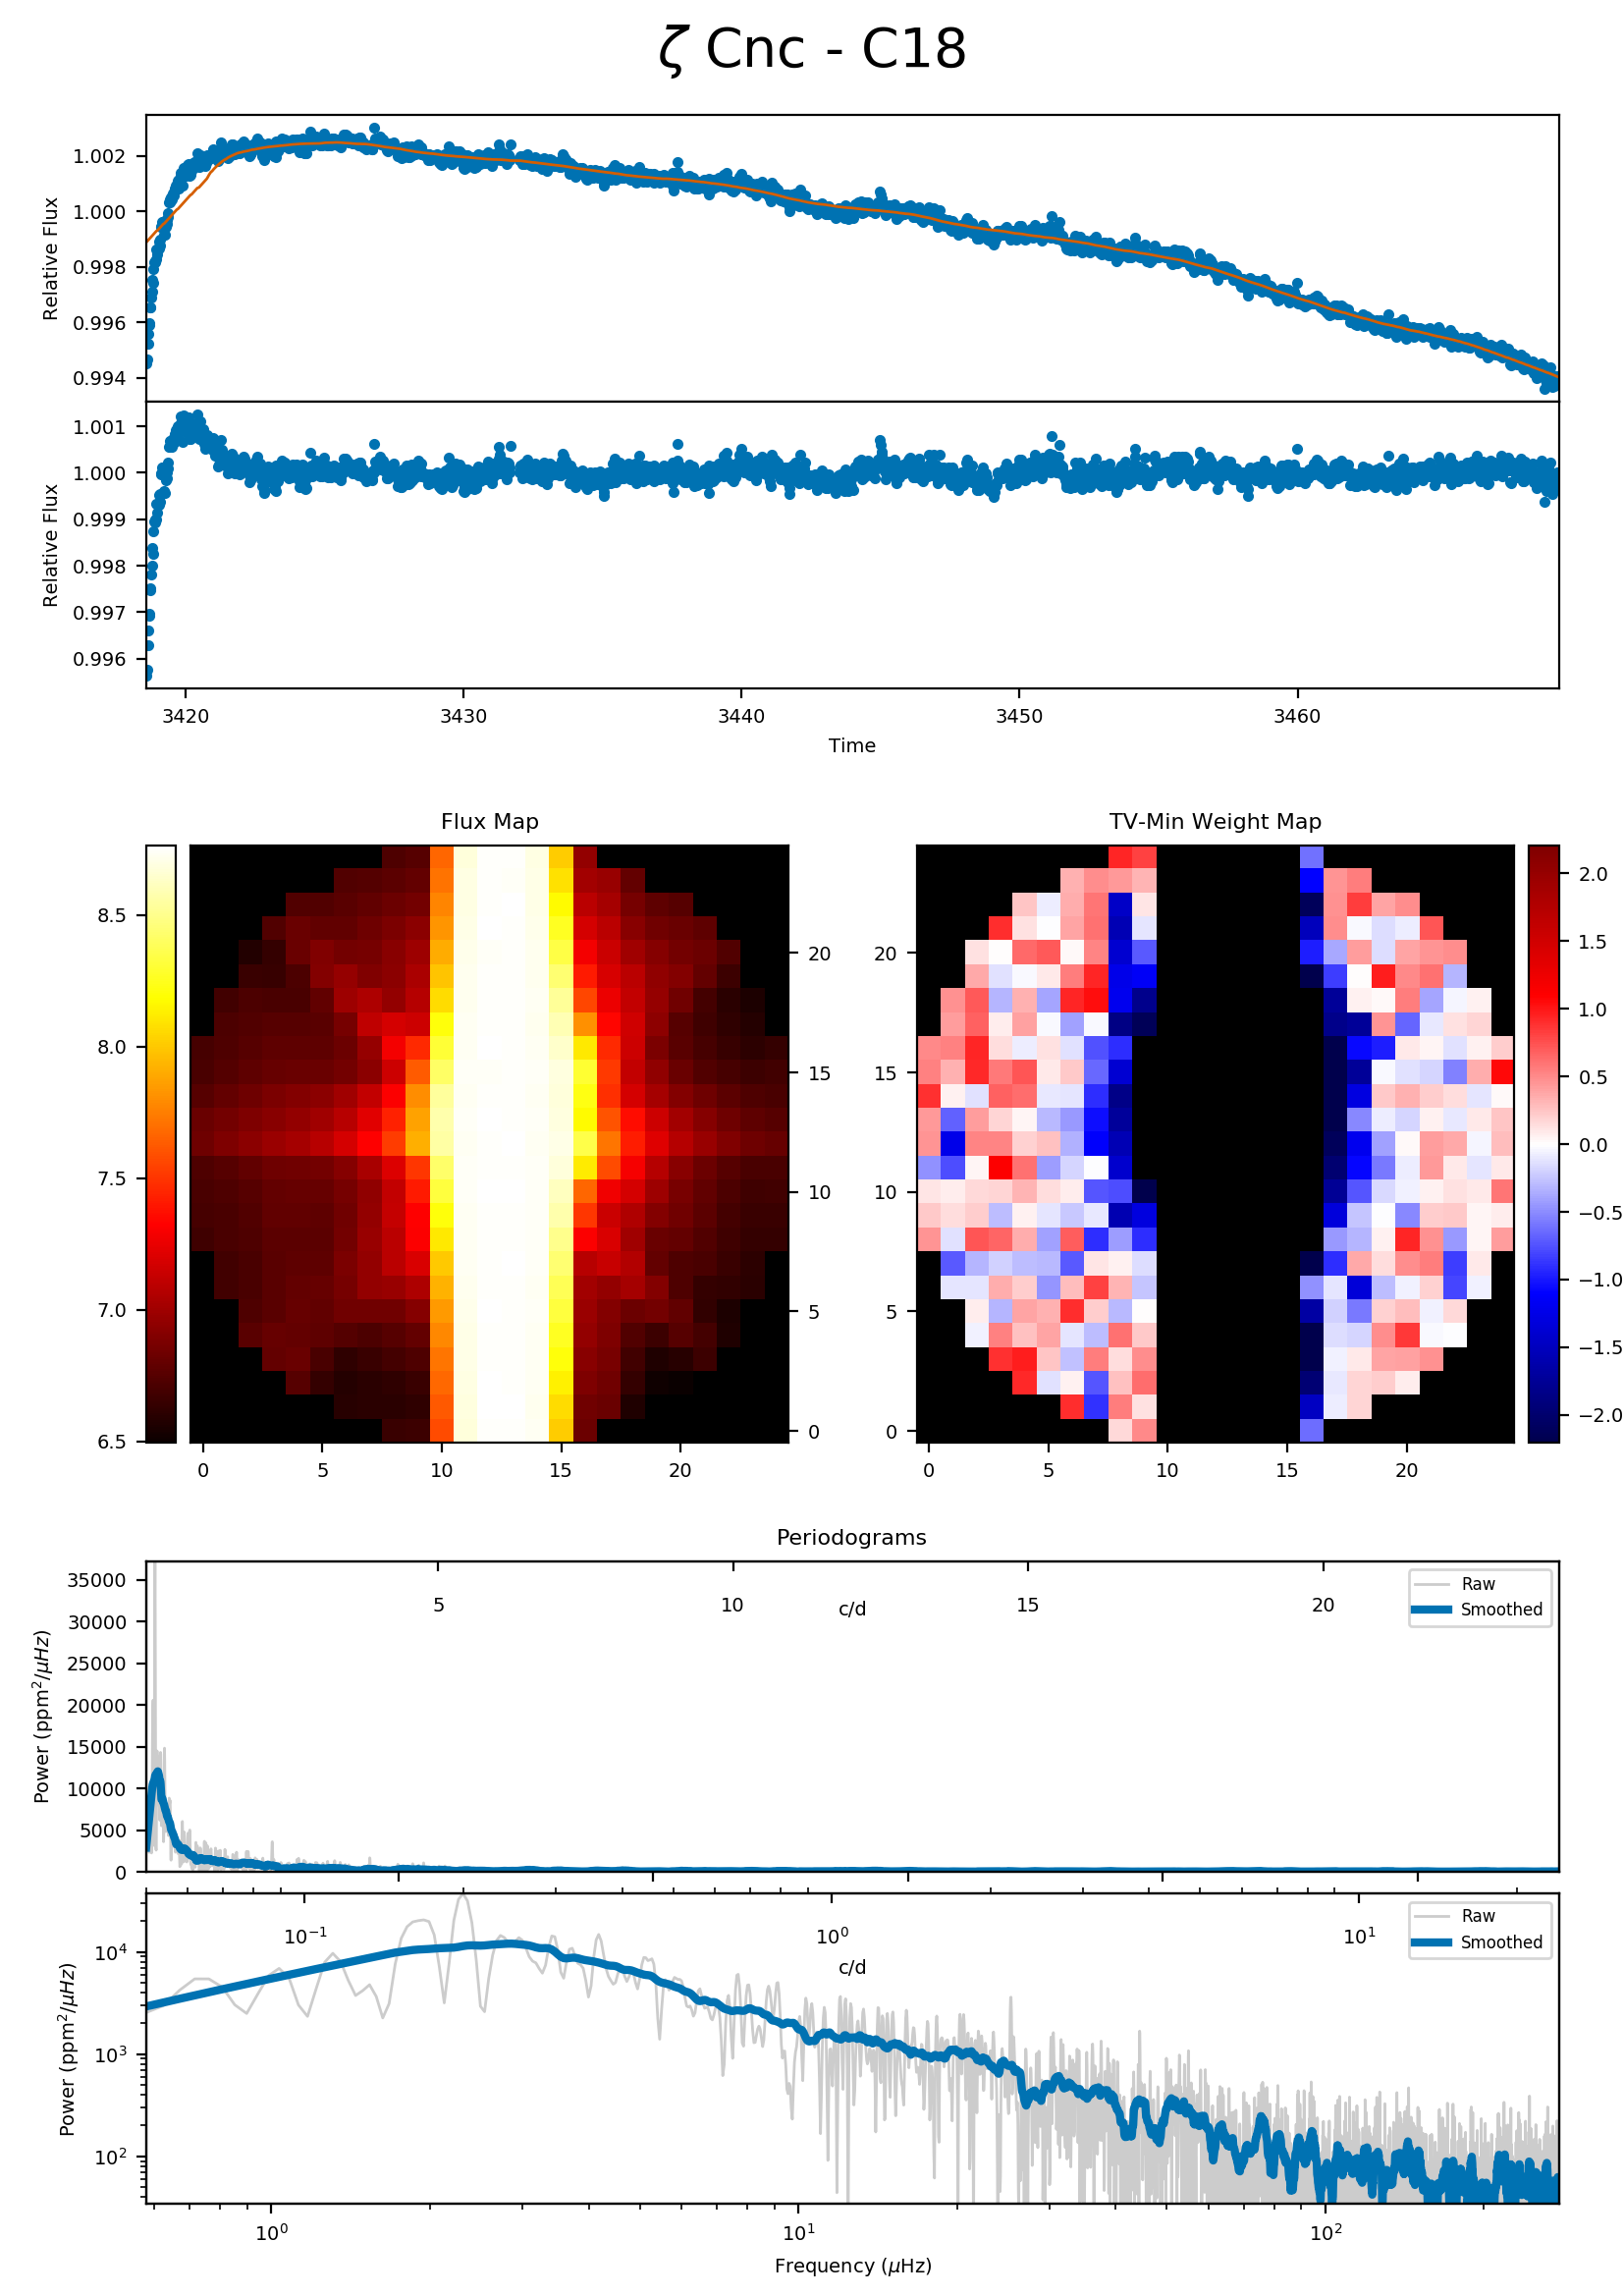 ζ Cnc - C18
1.002
1.000
0.998
0.996
0.994
Relative Flux
1.001
1.000
0.999
0.998
0.997
0.996
Relative Flux
3420 3430 3440 3450 3460
Time
Flux Map
8.5
8.0
7.5
7.0
6.5
20
15
10
5
0
0 5 10 15 20
TV-Min Weight Map
20
15
10
5
0
0 5 10 15 20
2.0
1.5
1.0
0.5
0.0
−0.5
−1.0
−1.5
−2.0
Periodograms
35000
30000
25000
20000
15000
10000
5000
0
Power (ppm²/μHz)
5 10 15 20
c/d
Raw
Smoothed
10⁻¹ 10⁰ 10¹
c/d
Raw
Smoothed
10⁴
10³
10²
Power (ppm²/μHz)
10⁰ 10¹ 10²
Frequency (μHz)